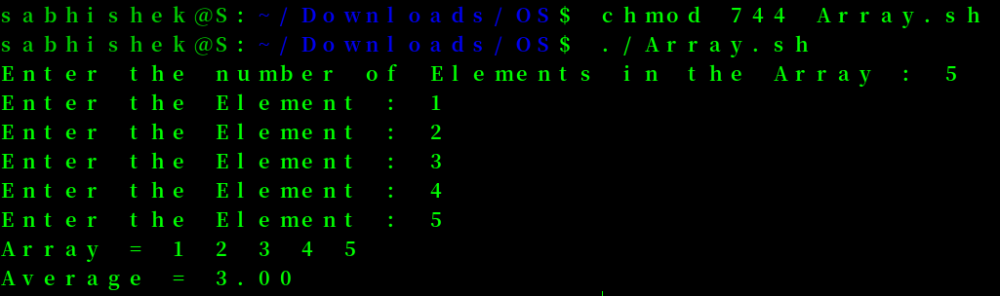 sabhishek@S:~/Downloads/OS$ chmod 744 Array.sh
sabhishek@S:~/Downloads/OS$ ./Array.sh
Enter the number of Elements in the Array : 5
Enter the Element : 1
Enter the Element : 2
Enter the Element : 3
Enter the Element : 4
Enter the Element : 5
Array = 1 2 3 4 5
Average = 3.00